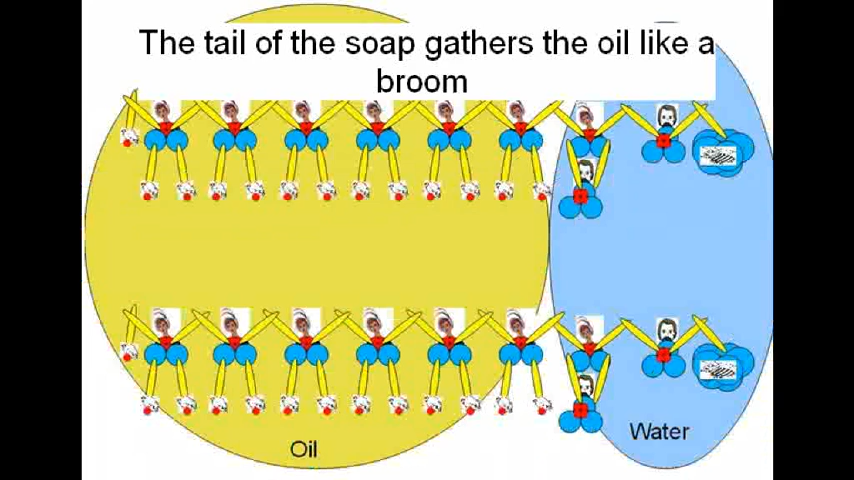 The tail of the soap gathers the oil like a
broom
Oil
Water